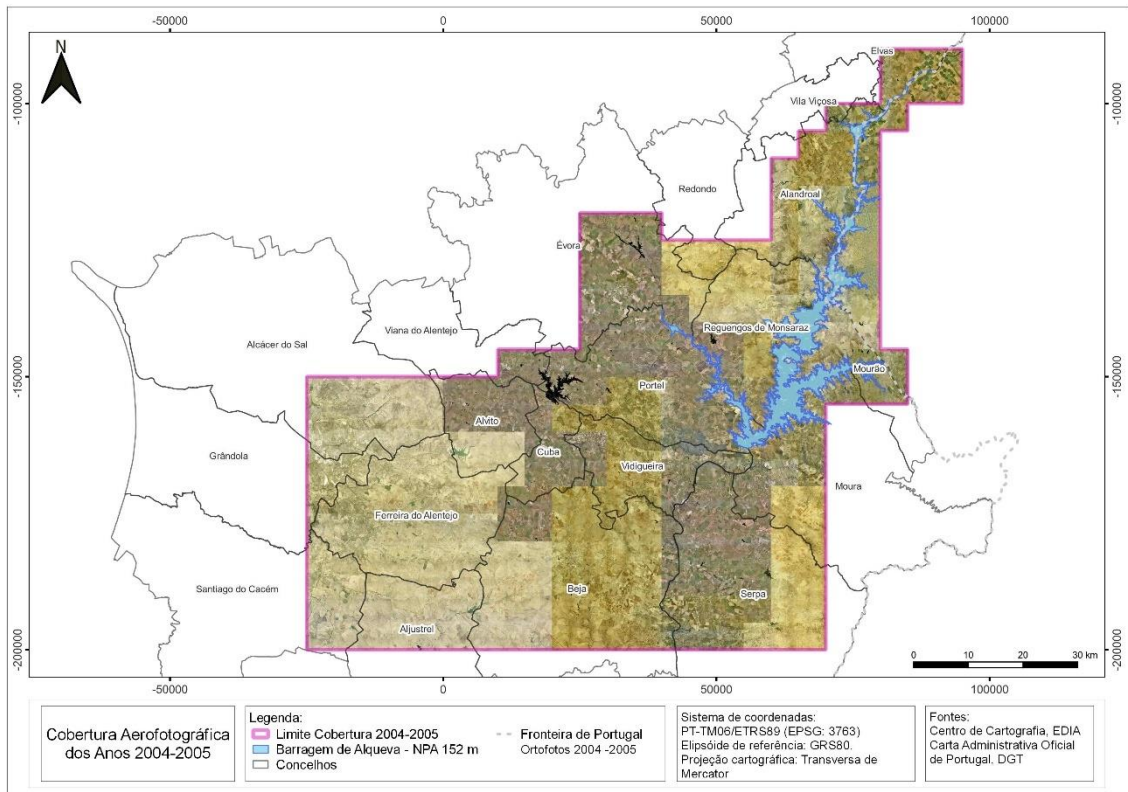 -50000 0 50000 100000
N
Elvas
-100000 -100000
Vila Viçosa
Redondo
Alandroal
Évora
Viana do Alentejo
Reguengos de Monsaraz
Alcácer do Sal
Mourão
-150000 -150000
Portel
Alvito
Grândola
Cuba
Vidigueira
Moura
Ferreira do Alentejo
Santiago do Cacém
Beja
Serpa
Aljustrel
-200000 -200000
0 10 20 30 km
-50000 0 50000 100000
Cobertura Aerofotográfica
dos Anos 2004-2005
Legenda:
Limite Cobertura 2004-2005
Barragem de Alqueva - NPA 152 m
Concelhos
Fronteira de Portugal
Ortofotos 2004 -2005
Sistema de coordenadas:
PT-TM06/ETRS89 (EPSG: 3763)
Elipsóide de referência: GRS80.
Projeção cartográfica: Transversa de
Mercator
Fontes:
Centro de Cartografia, EDIA
Carta Administrativa Oficial
de Portugal, DGT